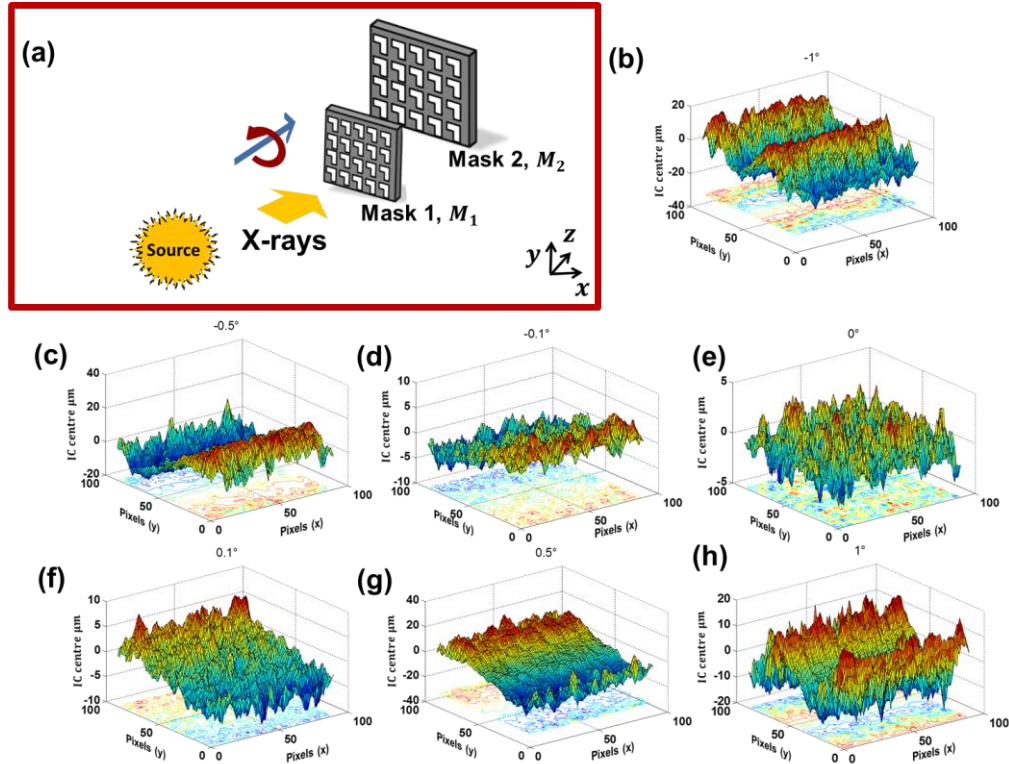 (a)
Mask 2, M₂
Mask 1, M₁
X-rays
Source
y
z
x
(b)
-1°
IC centre μm
20
0
-20
-40
100
50
0
Pixels (y)
0
50
100
Pixels (x)
(c)
-0.5°
IC centre μm
40
20
0
-20
100
50
0
Pixels (y)
0
50
100
Pixels (x)
(d)
-0.1°
IC centre μm
10
5
0
-5
-10
100
50
0
Pixels (y)
0
50
100
Pixels (x)
(e)
0°
IC centre μm
5
0
-5
100
50
0
Pixels (y)
0
50
100
Pixels (x)
(f)
0.1°
IC centre μm
10
5
0
-5
-10
100
50
0
Pixels (y)
0
50
100
Pixels (x)
(g)
0.5°
IC centre μm
40
20
0
-20
-40
100
50
0
Pixels (y)
0
50
100
Pixels (x)
(h)
1°
IC centre μm
20
10
0
-10
-20
100
50
0
Pixels (y)
0
50
100
Pixels (x)